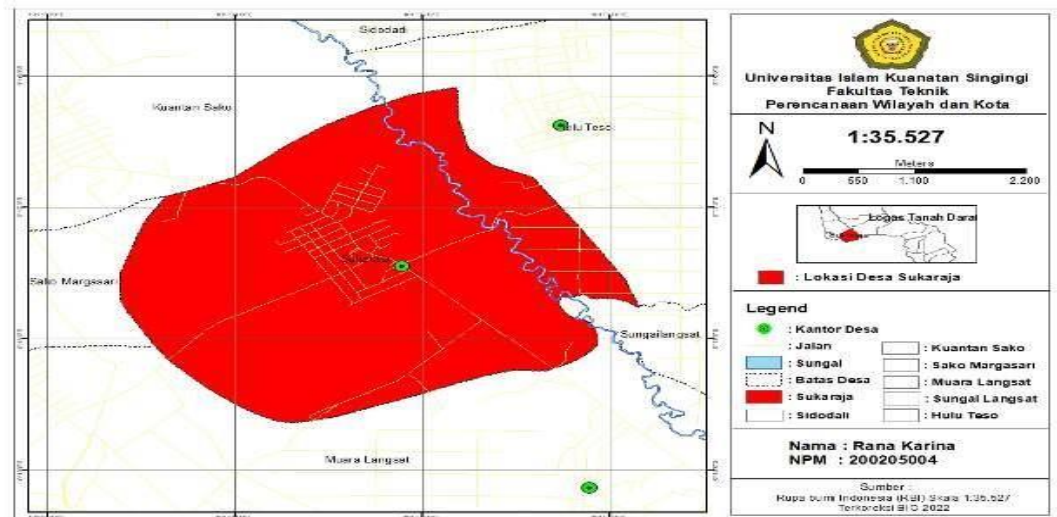 Sidodadi
Kuantan Sako
Hulu Teso
Sukaraja
Sako Margasari
Sungailangsat
Muara Langsat
Universitas Islam Kuanatan Singingi
Fakultas Teknik
Perencanaan Wilayah dan Kota
N
1:35.527
Meters
0 550 1.100 2.200
Logas Tanah Darat
: Lokasi Desa Sukaraja
Legend
: Kantor Desa
: Jalan
: Sungai
: Batas Desa
: Sukaraja
: Sidodali
: Kuantan Sako
: Sako Margasari
: Muara Langsat
: Sungai Langsat
: Hulu Teso
Nama : Rana Karina
NPM : 200205004
Sumber :
Rupa bumi Indonesia (RBI) Skala 1:35.527
Terkoreksi BIG 2022